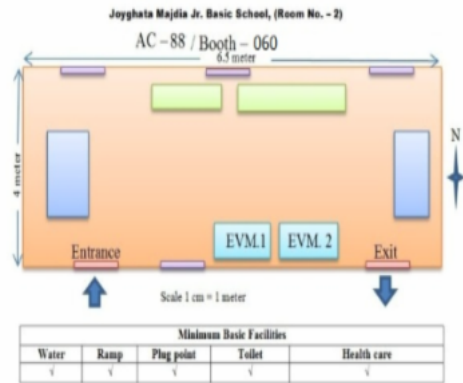 Joyghata Majdia Jr. Basic School, (Room No. – 2)
AC – 88 / Booth – 060
6.5 meter
4 meter
N
EVM.1 EVM. 2
Entrance Exit
Scale 1 cm = 1 meter
Minimum Basic Facilities
Water Ramp Plug point Toilet Health care
√ √ √ √ √